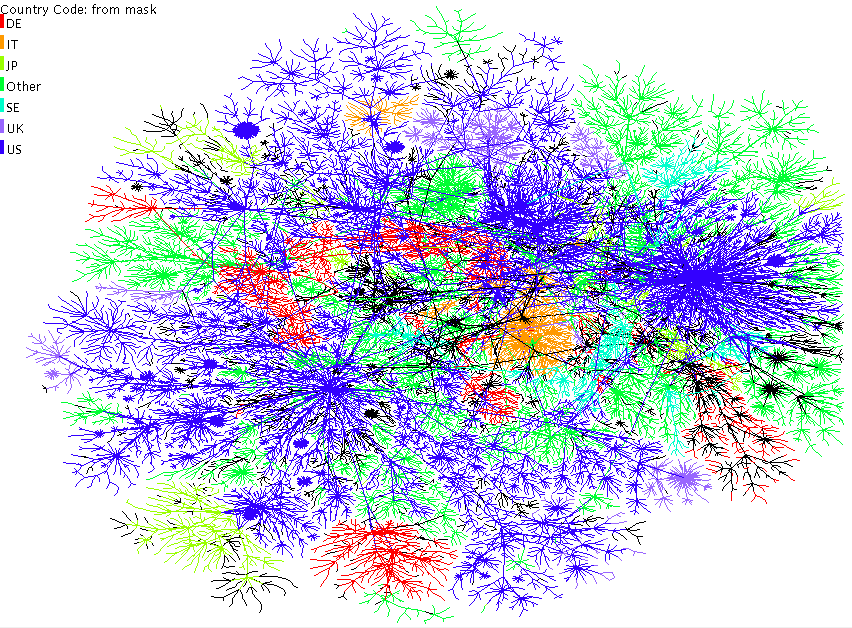 Country Code: from mask
DE
IT
JP
Other
SE
UK
US